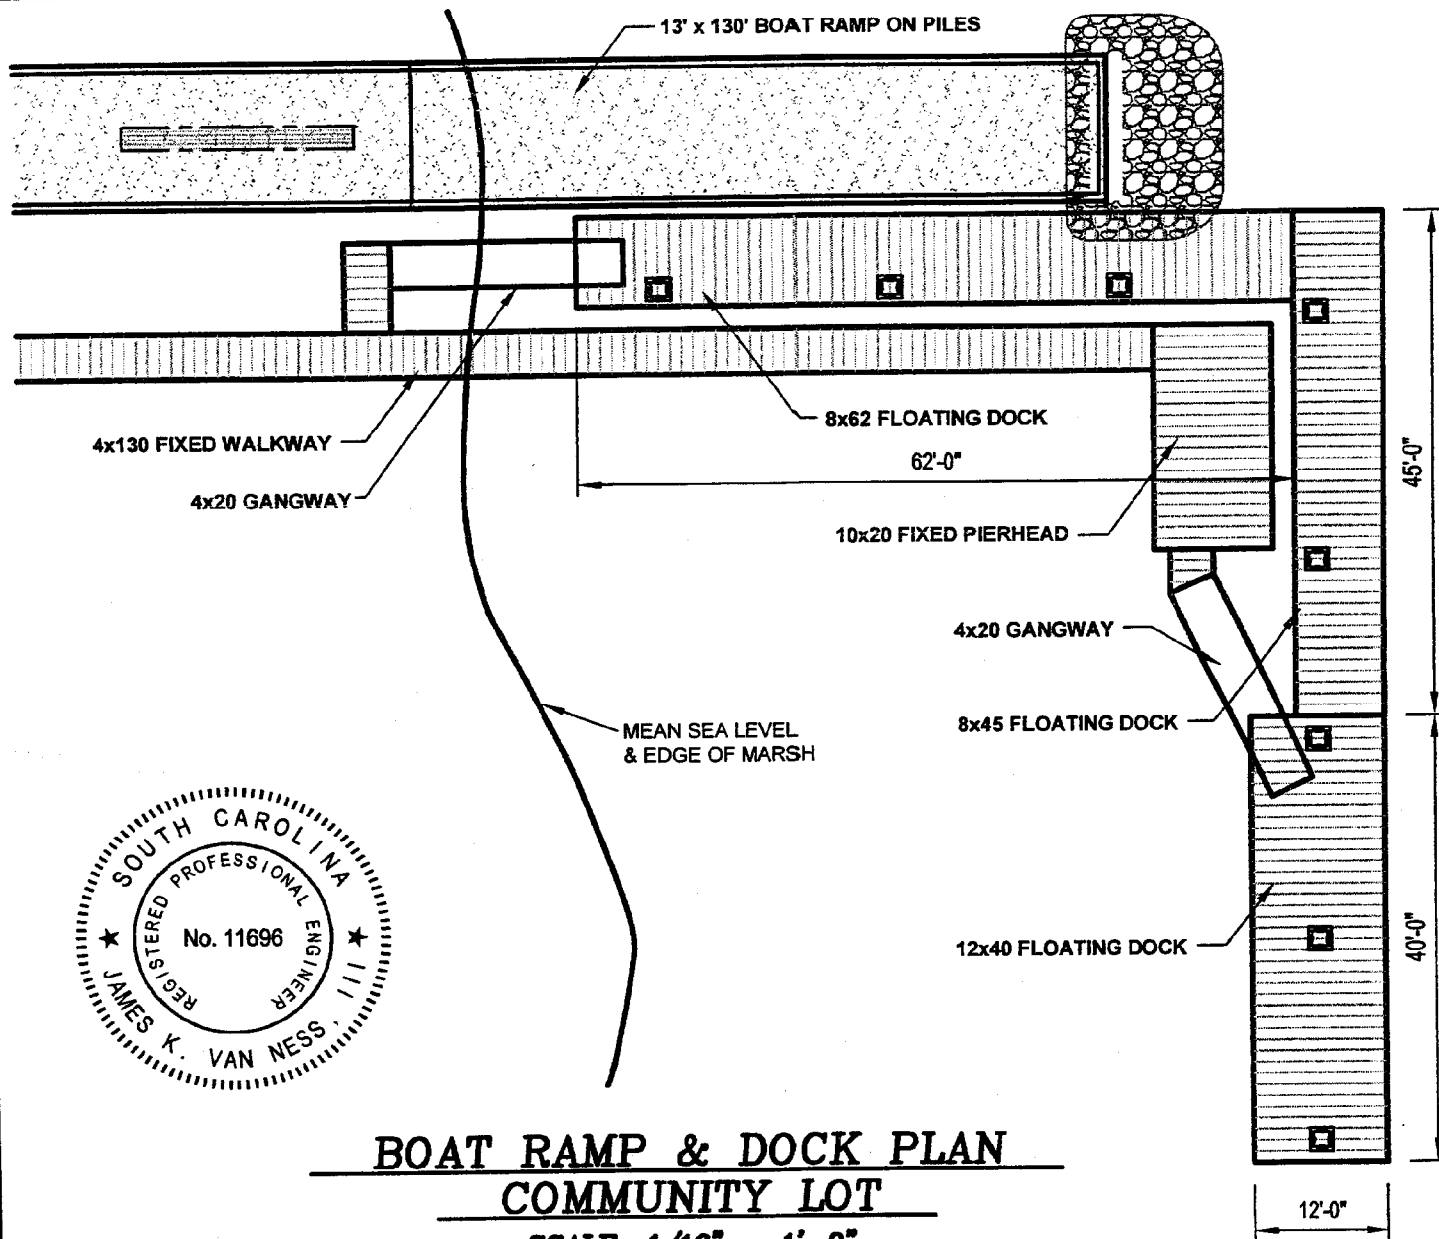 13' x 130' BOAT RAMP ON PILES
4x130 FIXED WALKWAY
4x20 GANGWAY
8x62 FLOATING DOCK
62'-0"
10x20 FIXED PIERHEAD
45'-0"
4x20 GANGWAY
8x45 FLOATING DOCK
MEAN SEA LEVEL
& EDGE OF MARSH
12x40 FLOATING DOCK
40'-0"
12'-0"
SOUTH CAROLINA
REGISTERED PROFESSIONAL ENGINEER
No. 11696
JAMES K. VAN NESS, III
BOAT RAMP & DOCK PLAN
COMMUNITY LOT